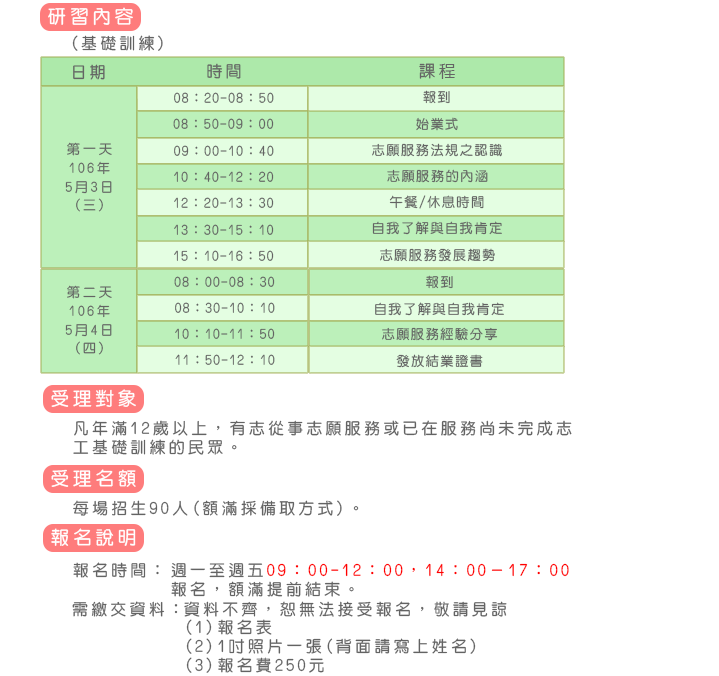 研習內容
(基礎訓練)
日期 時間 課程
第一天
106年
5月3日
(三)
08：20-08：50 報到
08：50-09：00 始業式
09：00-10：40 志願服務法規之認識
10：40-12：20 志願服務的內涵
12：20-13：30 午餐/休息時間
13：30-15：10 自我了解與自我肯定
15：10-16：50 志願服務發展趨勢
第二天
106年
5月4日
(四)
08：00-08：30 報到
08：30-10：10 自我了解與自我肯定
10：10-11：50 志願服務經驗分享
11：50-12：10 發放結業證書
受理對象
凡年滿12歲以上，有志從事志願服務或已在服務尚未完成志
工基礎訓練的民眾。
受理名額
每場招生90人(額滿採備取方式)。
報名說明
報名時間：週一至週五09：00-12：00，14：00－17：00
報名，額滿提前結束。
需繳交資料：資料不齊，恕無法接受報名，敬請見諒
(1)報名表
(2)1吋照片一張(背面請寫上姓名)
(3)報名費250元